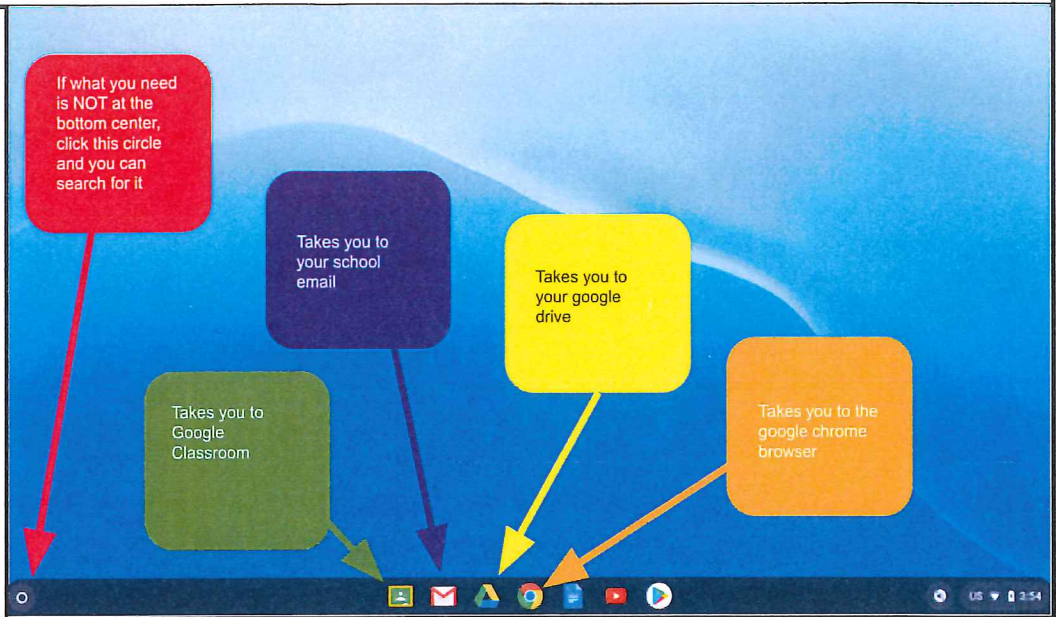 If what you need
is NOT at the
bottom center,
click this circle
and you can
search for it
Takes you to
your school
email
Takes you to
your google
drive
Takes you to
Google
Classroom
Takes you to the
google chrome
browser
US 3:54